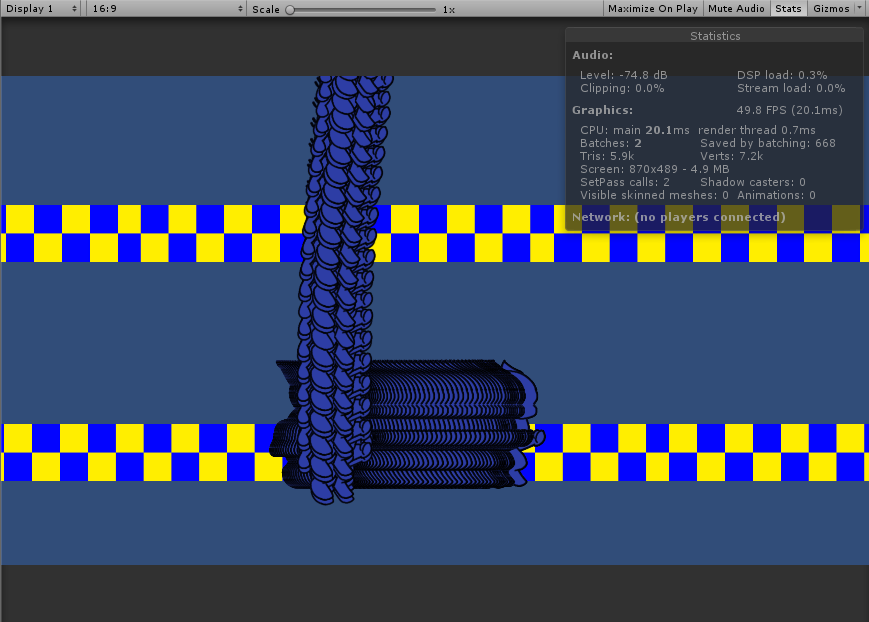 Display 1 16:9 Scale 1x Maximize On Play Mute Audio Stats Gizmos
Statistics
Audio:
Level: -74.8 dB DSP load: 0.3%
Clipping: 0.0% Stream load: 0.0%
Graphics: 49.8 FPS (20.1ms)
CPU: main 20.1ms render thread 0.7ms
Batches: 2 Saved by batching: 668
Tris: 5.9k Verts: 7.2k
Screen: 870x489 - 4.9 MB
SetPass calls: 2 Shadow casters: 0
Visible skinned meshes: 0 Animations: 0
Network: (no players connected)